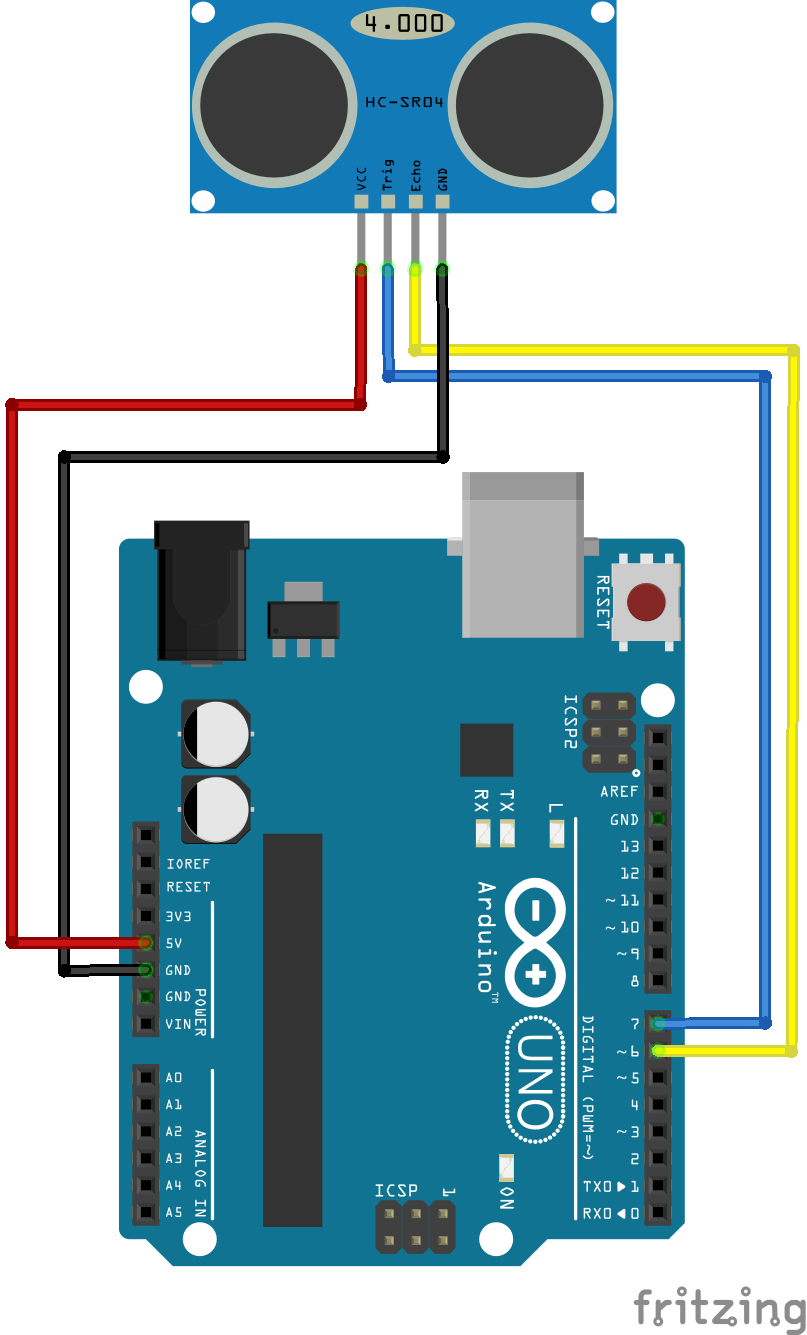 4.000
HC-SR04
VCC
Trig
Echo
GND
RESET
ICSP2
AREF
GND
RX
TX
L
13
12
~11
~10
~9
8
IOREF
RESET
3V3
5V
GND
GND
VIN
POWER
Arduino™
UNO
DIGITAL (PWM=~)
7
~6
~5
4
~3
2
TX0▶1
RX0◀0
A0
A1
A2
A3
A4
A5
ANALOG IN
ICSP
1
ON
fritzing